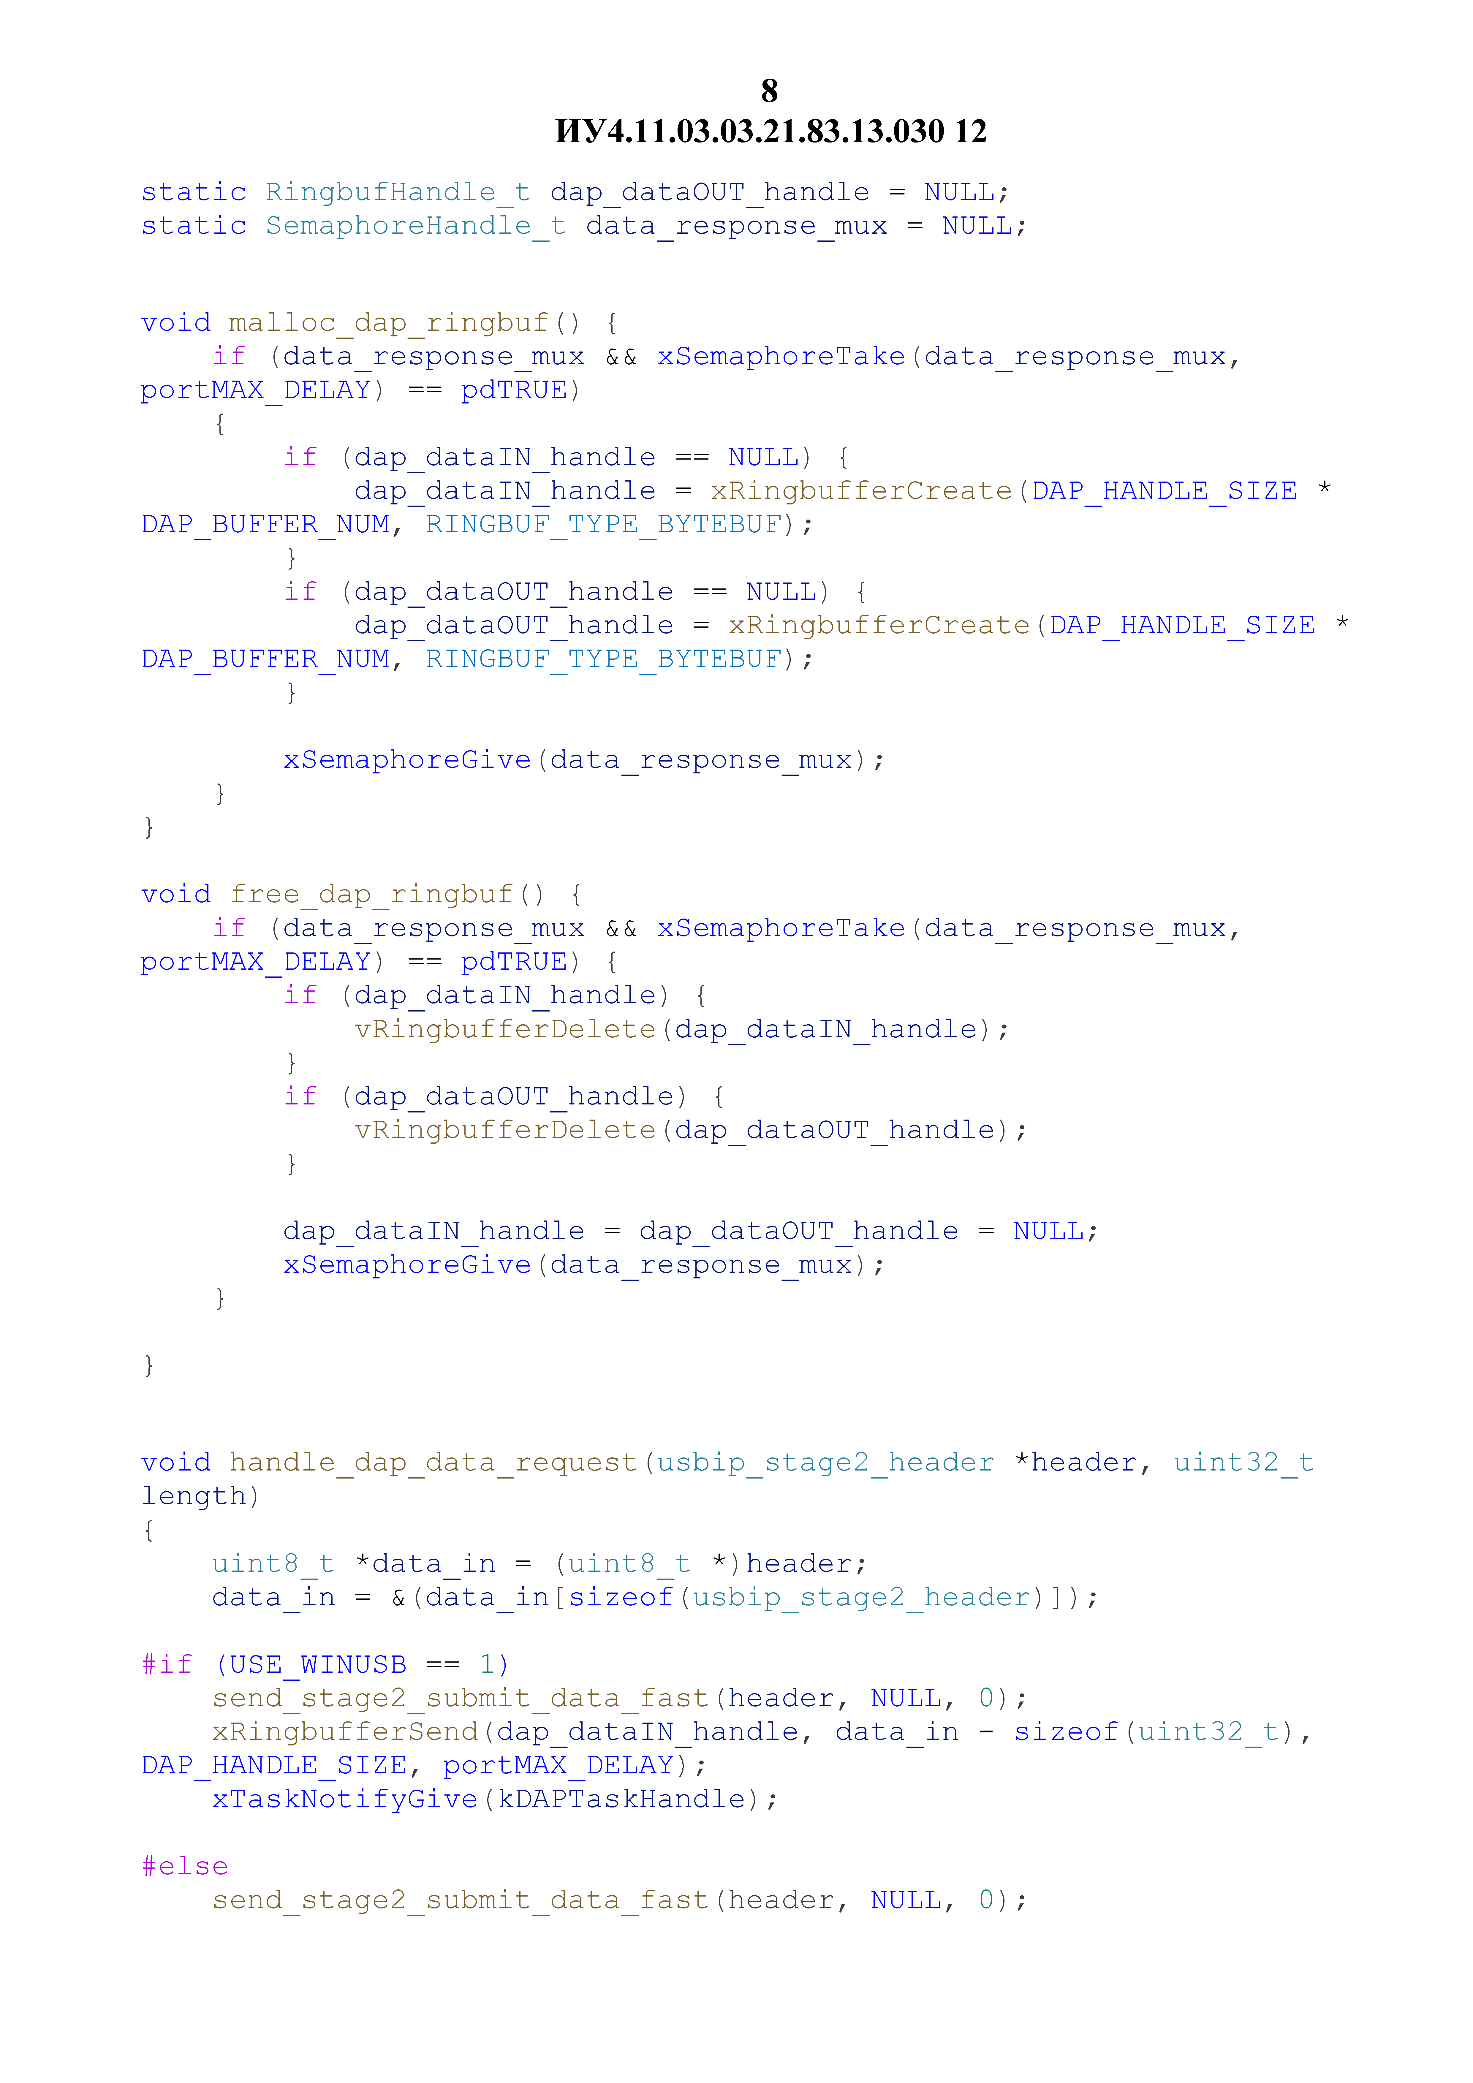 8
ИУ4.11.03.03.21.83.13.030 12
static RingbufHandle_t dap_dataOUT_handle = NULL;
static SemaphoreHandle_t data_response_mux = NULL;
void malloc_dap_ringbuf() {
    if (data_response_mux && xSemaphoreTake(data_response_mux,
portMAX_DELAY) == pdTRUE)
    {
        if (dap_dataIN_handle == NULL) {
            dap_dataIN_handle = xRingbufferCreate(DAP_HANDLE_SIZE *
DAP_BUFFER_NUM, RINGBUF_TYPE_BYTEBUF);
        }
        if (dap_dataOUT_handle == NULL) {
            dap_dataOUT_handle = xRingbufferCreate(DAP_HANDLE_SIZE *
DAP_BUFFER_NUM, RINGBUF_TYPE_BYTEBUF);
        }
        xSemaphoreGive(data_response_mux);
    }
}
void free_dap_ringbuf() {
    if (data_response_mux && xSemaphoreTake(data_response_mux,
portMAX_DELAY) == pdTRUE) {
        if (dap_dataIN_handle) {
            vRingbufferDelete(dap_dataIN_handle);
        }
        if (dap_dataOUT_handle) {
            vRingbufferDelete(dap_dataOUT_handle);
        }
        dap_dataIN_handle = dap_dataOUT_handle = NULL;
        xSemaphoreGive(data_response_mux);
    }
}
void handle_dap_data_request(usbip_stage2_header *header, uint32_t
length)
{
    uint8_t *data_in = (uint8_t *)header;
    data_in = &(data_in[sizeof(usbip_stage2_header)]);
#if (USE_WINUSB == 1)
    send_stage2_submit_data_fast(header, NULL, 0);
    xRingbufferSend(dap_dataIN_handle, data_in - sizeof(uint32_t),
DAP_HANDLE_SIZE, portMAX_DELAY);
    xTaskNotifyGive(kDAPTaskHandle);
#else
    send_stage2_submit_data_fast(header, NULL, 0);